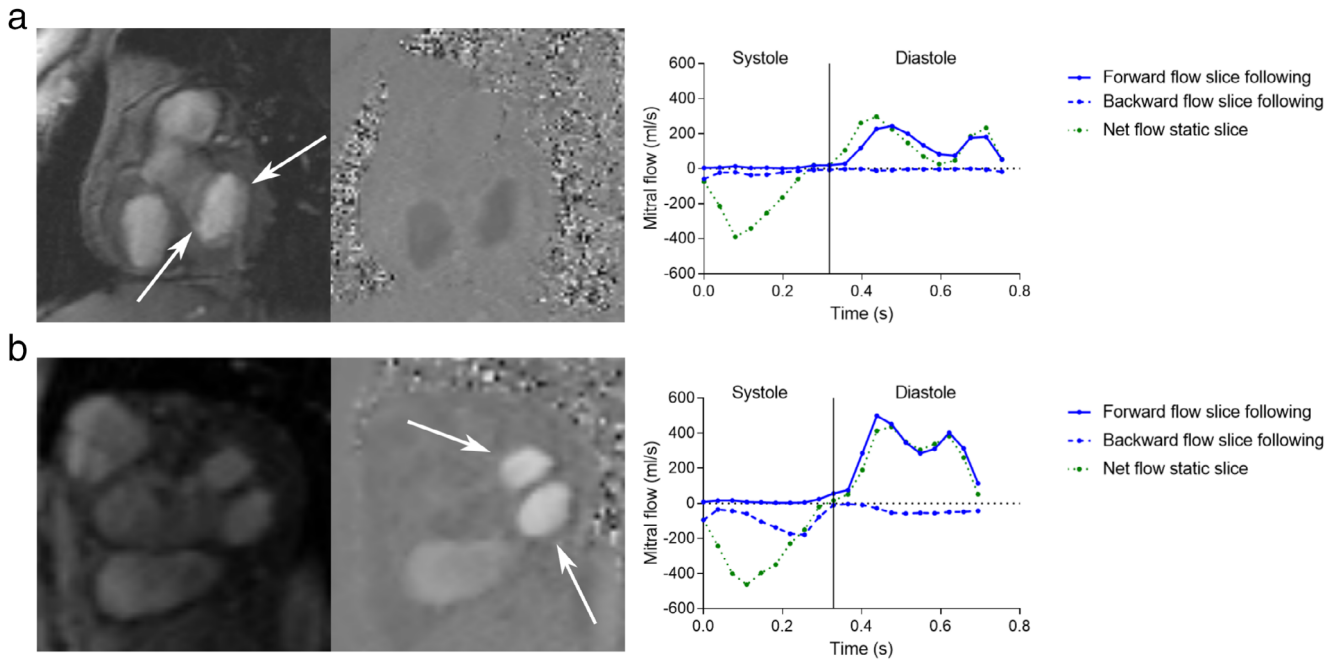 a
Systole Diastole
Mitral flow (ml/s)
600
400
200
0
-200
-400
-600
0.0 0.2 0.4 0.6 0.8
Time (s)
Forward flow slice following
Backward flow slice following
Net flow static slice
b
Systole Diastole
Mitral flow (ml/s)
600
400
200
0
-200
-400
-600
0.0 0.2 0.4 0.6 0.8
Time (s)
Forward flow slice following
Backward flow slice following
Net flow static slice